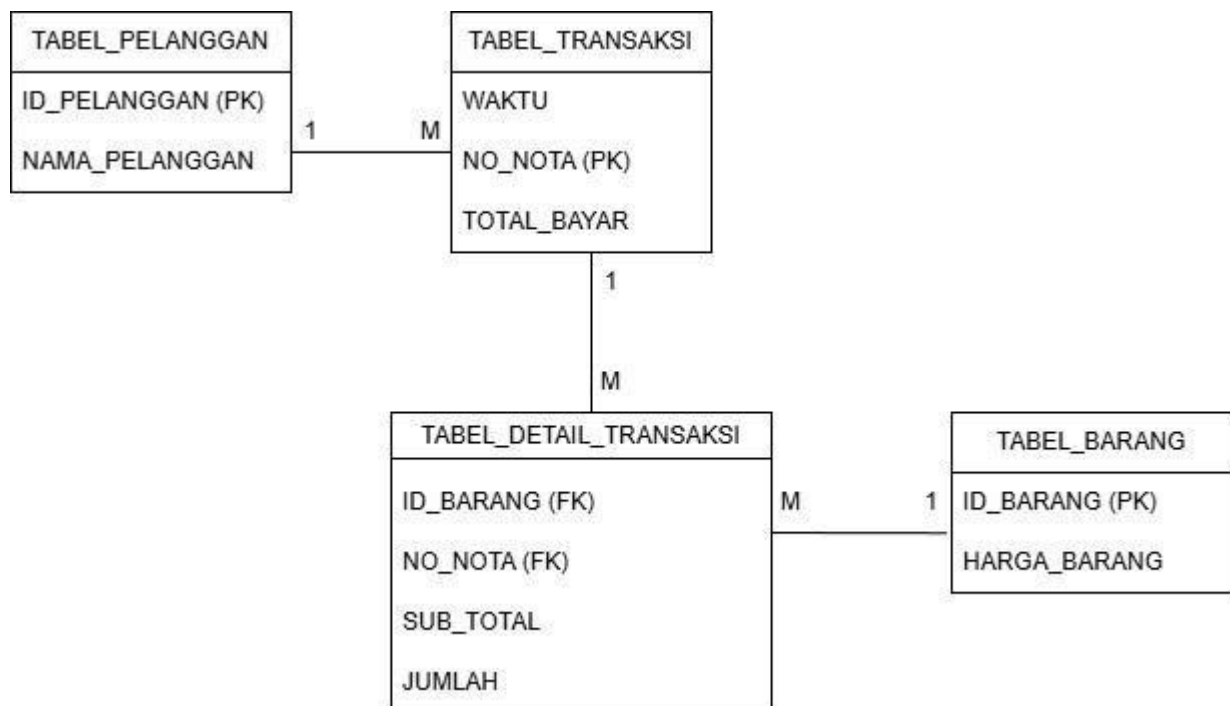 TABEL_PELANGGAN
ID_PELANGGAN (PK)
NAMA_PELANGGAN
1
M
TABEL_TRANSAKSI
WAKTU
NO_NOTA (PK)
TOTAL_BAYAR
1
M
TABEL_DETAIL_TRANSAKSI
ID_BARANG (FK)
NO_NOTA (FK)
SUB_TOTAL
JUMLAH
M
1
TABEL_BARANG
ID_BARANG (PK)
HARGA_BARANG